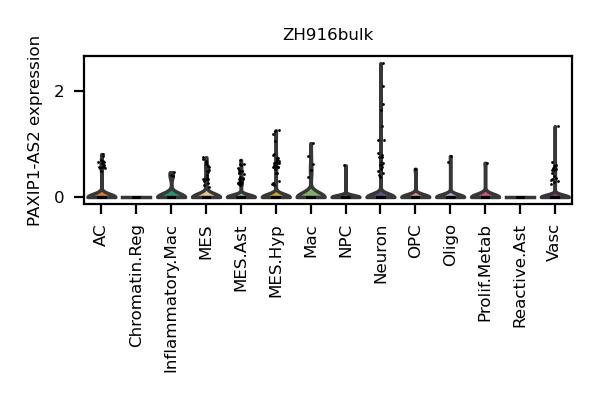 ZH916bulk
PAXIP1-AS2 expression
2
0
AC
Chromatin.Reg
Inflammatory.Mac
MES
MES.Ast
MES.Hyp
Mac
NPC
Neuron
OPC
Oligo
Prolif.Metab
Reactive.Ast
Vasc